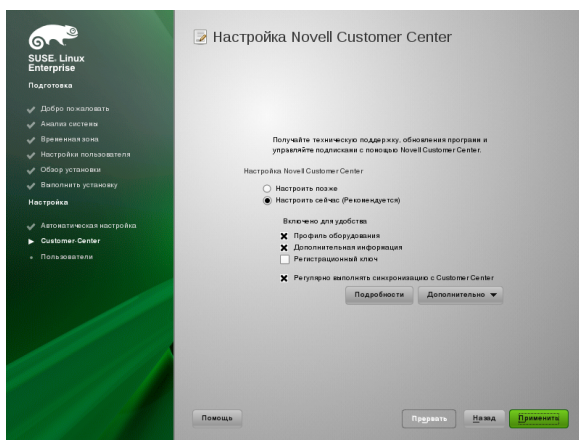 SUSE. Linux
Enterprise
Подготовка
Добро пожаловать
Анализ системы
Временная зона
Настройки пользователя
Обзор установки
Выполнить установку
Настройка
Автоматическая настройка
Customer-Center
Пользователи
Настройка Novell Customer Center
Получайте техническую поддержку, обновления программ и
управляйте подписками с помощью Novell Customer Center.
Настройка Novell Customer Center
Настроить позже
Настроить сейчас (Рекомендуется)
Включено для удобства
Профиль оборудования
Дополнительная информация
Регистрационный ключ
Регулярно выполнять синхронизацию с Customer Center
Подробности
Дополнительно
Помощь
Прервать
Назад
Применить